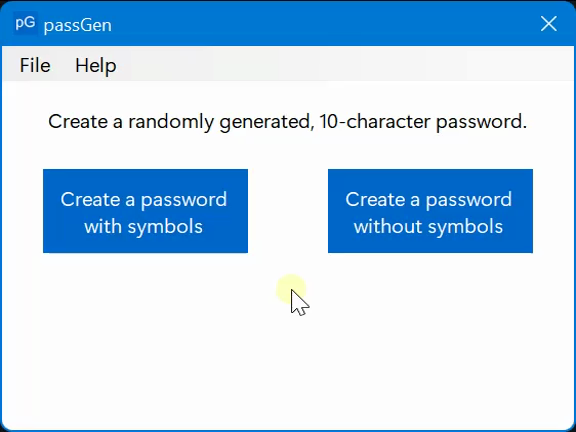 pG passGen
File Help
Create a randomly generated, 10-character password.
Create a password
with symbols
Create a password
without symbols